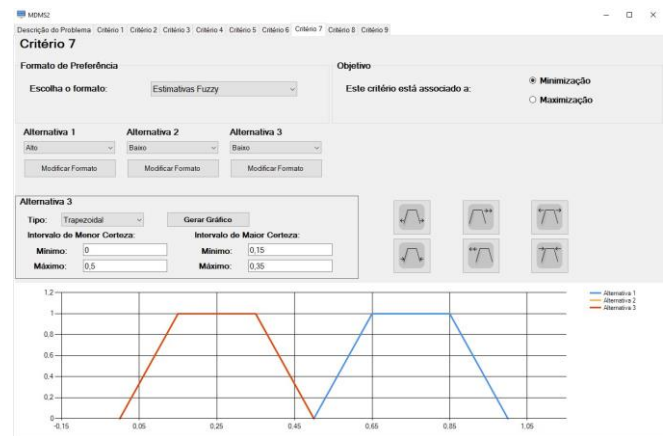 MDMS2
Descrição do Problema Critério 1 Critério 2 Critério 3 Critério 4 Critério 5 Critério 6 Critério 7 Critério 8 Critério 9
Critério 7
Formato de Preferência
Objetivo
Escolha o formato: Estimativas Fuzzy
Este critério está associado a:
Minimização
Maximização
Alternativa 1 Alternativa 2 Alternativa 3
Alto Baixo Baixo
Modificar Formato Modificar Formato Modificar Formato
Alternativa 3
Tipo: Trapezoidal Gerar Gráfico
Intervalo de Menor Certeza: Intervalo de Maior Certeza:
Mínimo: 0 Mínimo: 0,15
Máximo: 0,5 Máximo: 0,35
1.2
1
0.8
0.6
0.4
0.2
0
-0.15 0.05 0.25 0.45 0.65 0.85 1.05
Alternativa 1
Alternativa 2
Alternativa 3